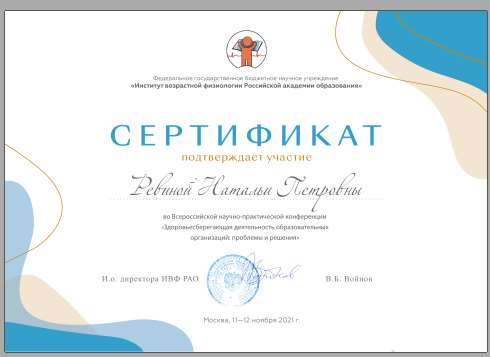 Федеральное государственное бюджетное научное учреждение
«Институт возрастной физиологии Российской академии образования»
СЕРТИФИКАТ
подтверждает участие
Ревиной Натальи Петровны
во Всероссийской научно-практической конференции
«Здоровьесберегающая деятельность образовательных
организаций: проблемы и решения»
И.о. директора ИВФ РАО В.Б. Войнов
Москва, 11—12 ноября 2021 г.